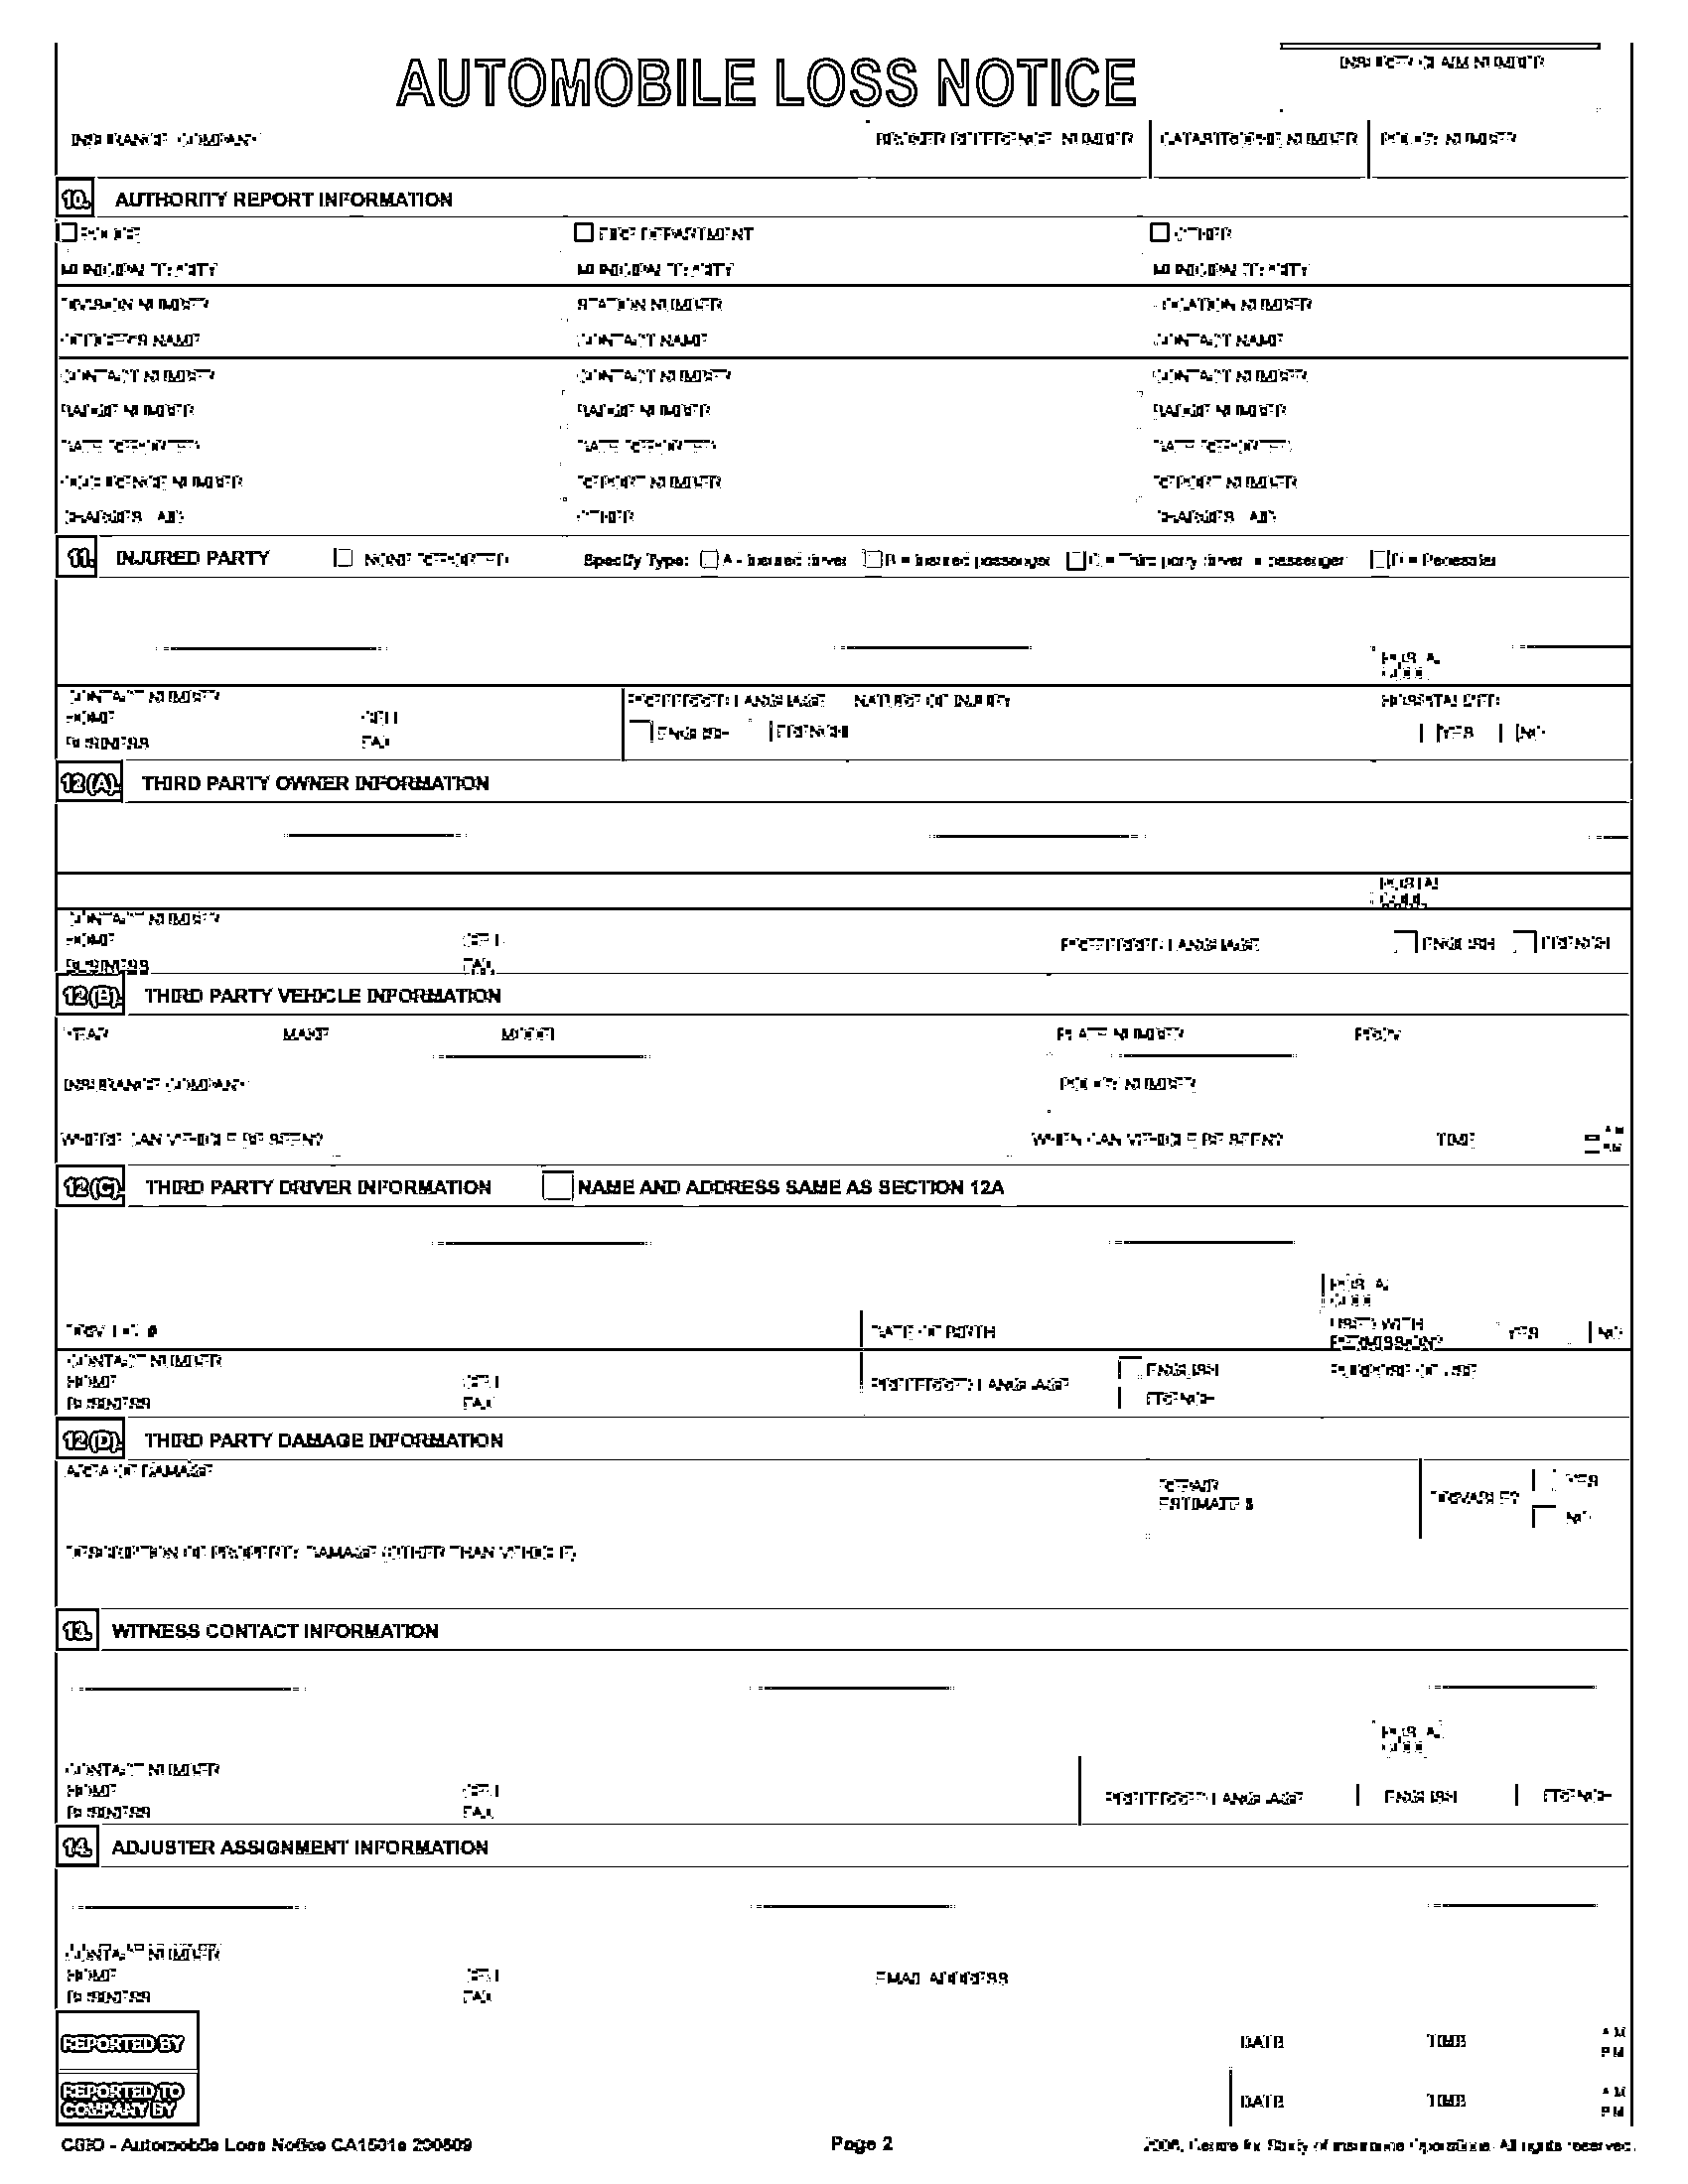 AUTOMOBILE LOSS NOTICE
INSURER CLAIM NUMBER
INSURANCE COMPANY BROKER REFERENCE NUMBER CATASTROPHE NUMBER POLICY NUMBER
10. AUTHORITY REPORT INFORMATION
POLICE FIRE DEPARTMENT OTHER
MUNICIPALITY/CITY MUNICIPALITY/CITY MUNICIPALITY/CITY
DIVISION NUMBER STATION NUMBER LOCATION NUMBER
OFFICER'S NAME CONTACT NAME CONTACT NAME
CONTACT NUMBER CONTACT NUMBER CONTACT NUMBER
BADGE NUMBER BADGE NUMBER BADGE NUMBER
DATE REPORTED DATE REPORTED DATE REPORTED
OCCURENCE NUMBER REPORT NUMBER REPORT NUMBER
CHARGES LAID OTHER CHARGES LAID
11. INJURED PARTY NONE REPORTED Specify Type: A - Insured driver B = Insured passenger C = Third party driver passenger D = Pedestrian
POSTAL
CODE
CONTACT NUMBER PREFERRED LANGUAGE NATURE OF INJURY HOSPITALIZED
HOME CELL ENGLISH FRENCH YES NO
BUSINESS FAX
12(A). THIRD PARTY OWNER INFORMATION
POSTAL
CODE
CONTACT NUMBER
HOME CELL PREFERRED LANGUAGE ENGLISH FRENCH
BUSINESS FAX
12(B). THIRD PARTY VEHICLE INFORMATION
YEAR MAKE MODEL PLATE NUMBER PROV
INSURANCE COMPANY POLICY NUMBER
WHERE CAN VEHICLE BE SEEN? WHEN CAN VEHICLE BE SEEN? TIME AM
PM
12(C). THIRD PARTY DRIVER INFORMATION NAME AND ADDRESS SAME AS SECTION 12A
POSTAL
CODE
DRIV. LIC. # DATE OF BIRTH USED WITH PERMISSION? YES NO
CONTACT NUMBER
HOME CELL PREFERRED LANGUAGE ENGLISH PURPOSE OF USE
BUSINESS FAX FRENCH
12(D). THIRD PARTY DAMAGE INFORMATION
AREA OF DAMAGE REPAIR ESTIMATE $ DRIVABLE? YES
NO
DESCRIPTION OF PROPERTY DAMAGE (OTHER THAN VEHICLE)
13. WITNESS CONTACT INFORMATION
POSTAL
CODE
CONTACT NUMBER
HOME CELL PREFERRED LANGUAGE ENGLISH FRENCH
BUSINESS FAX
14. ADJUSTER ASSIGNMENT INFORMATION
CONTACT NUMBER
HOME CELL EMAIL ADDRESS
BUSINESS FAX
REPORTED BY DATE TIME AM
PM
REPORTED TO COMPANY BY DATE TIME AM
PM
CSIO - Automobile Loss Notice CA1501e 200609 Page 2 2006, Centre for Study of Insurance Operations. All rights reserved.